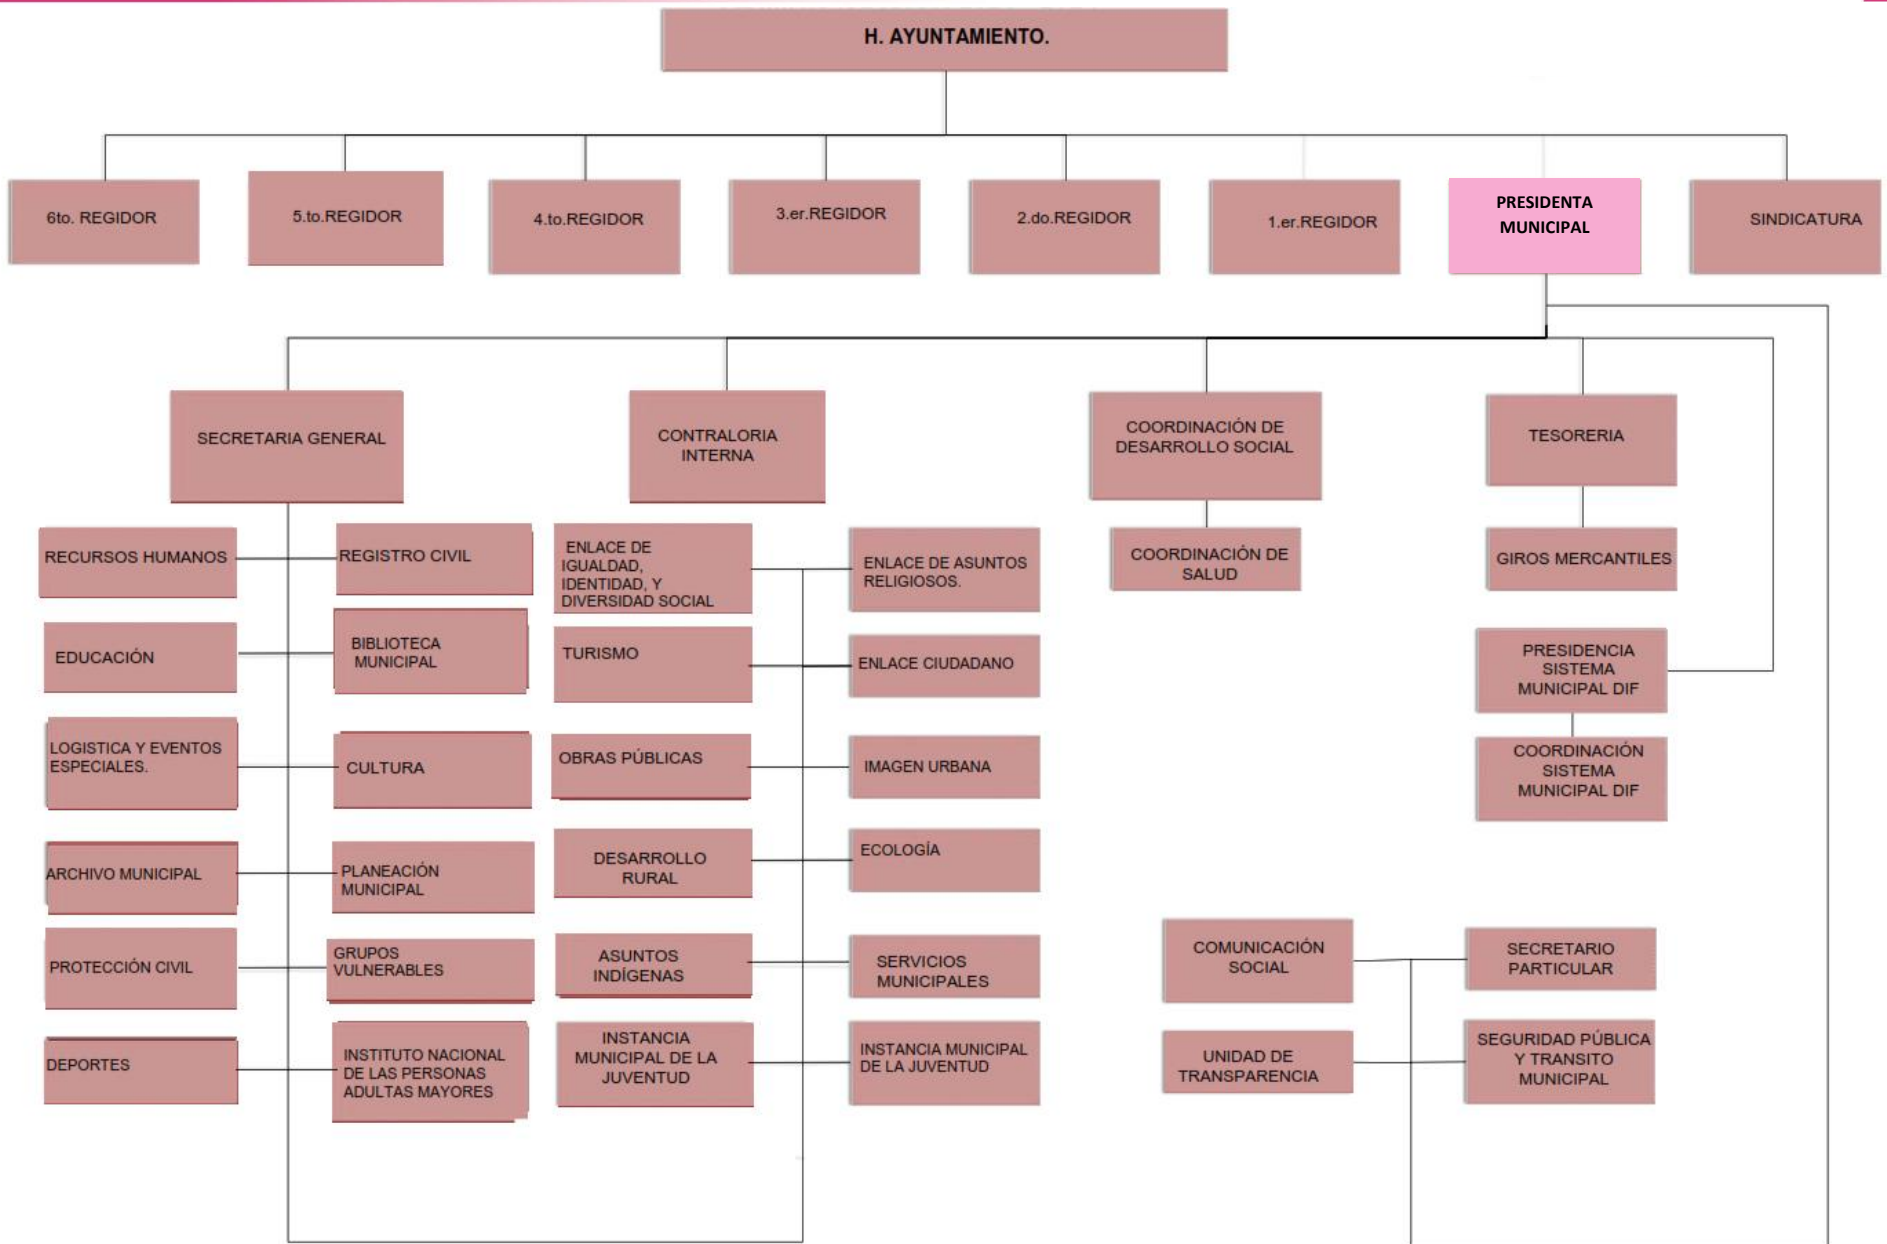 H. AYUNTAMIENTO.
6to. REGIDOR
5.to.REGIDOR
4.to.REGIDOR
3.er.REGIDOR
2.do.REGIDOR
1.er.REGIDOR
PRESIDENTA
MUNICIPAL
SINDICATURA
SECRETARIA GENERAL
CONTRALORIA
INTERNA
COORDINACIÓN DE
DESARROLLO SOCIAL
TESORERIA
RECURSOS HUMANOS
REGISTRO CIVIL
ENLACE DE
IGUALDAD,
IDENTIDAD, Y
DIVERSIDAD SOCIAL
ENLACE DE ASUNTOS
RELIGIOSOS.
COORDINACIÓN DE
SALUD
GIROS MERCANTILES
EDUCACIÓN
BIBLIOTECA
MUNICIPAL
TURISMO
ENLACE CIUDADANO
PRESIDENCIA
SISTEMA
MUNICIPAL DIF
LOGISTICA Y EVENTOS
ESPECIALES.
CULTURA
OBRAS PÚBLICAS
IMAGEN URBANA
COORDINACIÓN
SISTEMA
MUNICIPAL DIF
ARCHIVO MUNICIPAL
PLANEACIÓN
MUNICIPAL
DESARROLLO
RURAL
ECOLOGÍA
PROTECCIÓN CIVIL
GRUPOS
VULNERABLES
ASUNTOS
INDÍGENAS
SERVICIOS
MUNICIPALES
COMUNICACIÓN
SOCIAL
SECRETARIO
PARTICULAR
DEPORTES
INSTITUTO NACIONAL
DE LAS PERSONAS
ADULTAS MAYORES
INSTANCIA
MUNICIPAL DE LA
JUVENTUD
INSTANCIA MUNICIPAL
DE LA JUVENTUD
UNIDAD DE
TRANSPARENCIA
SEGURIDAD PÚBLICA
Y TRANSITO
MUNICIPAL